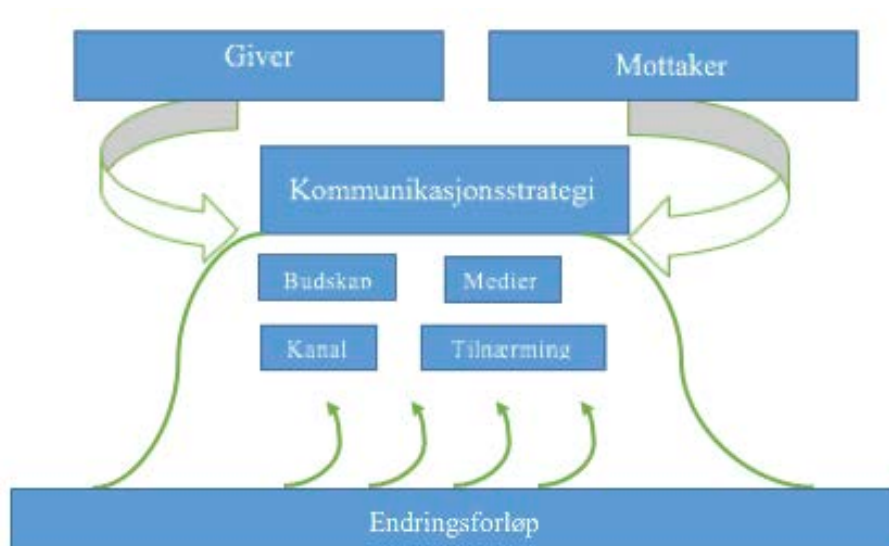 Giver
Mottaker
Kommunikasjonsstrategi
Budskap
Medier
Kanal
Tilnærming
Endringsforløp